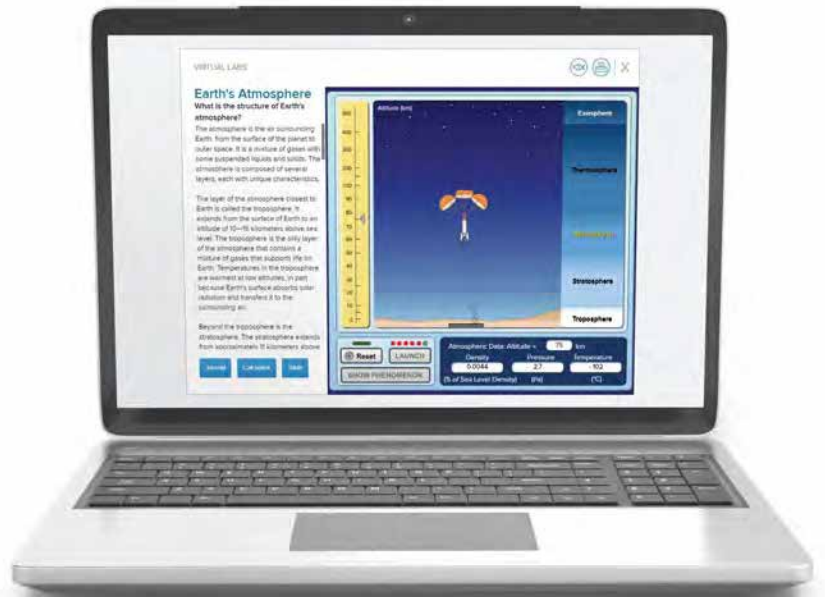 VIRTUAL LABS
X
Earth's Atmosphere
What is the structure of Earth's
atmosphere?
The atmosphere is the air surrounding
Earth, from the surface of the planet to
outer space. It is a mixture of gases with
some suspended liquids and solids. The
atmosphere is composed of several
layers, each with unique characteristics.
The layer of the atmosphere closest to
Earth is called the troposphere. It
extends from the surface of Earth to an
altitude of 10–16 kilometers above sea
level. The troposphere is the only layer
of the atmosphere that contains a
mixture of gases that supports life on
Earth. Temperatures in the troposphere
are warmest at low altitudes, in part
because Earth's surface absorbs solar
radiation and transfers it to the
surrounding air.
Beyond the troposphere is the
stratosphere. The stratosphere extends
from approximately 11 kilometers above
Journal
Calculator
Altitude (km)
Exosphere
Thermosphere
Mesosphere
Stratosphere
Troposphere
Reset
LAUNCH
SHOW PHENOMENON
Atmospheric Data: Altitude = 75 km
Density Pressure Temperature
0.0044 2.7 -102
(% of Sea Level Density) (Pa) (°C)